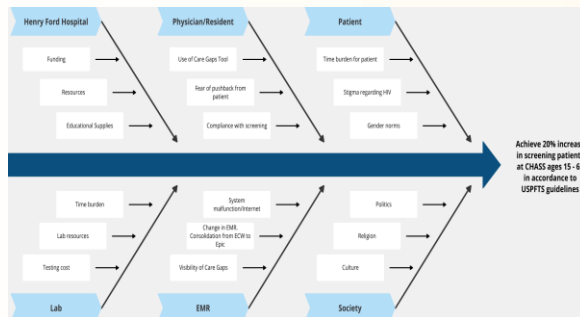 Henry Ford Hospital
Physician/Resident
Patient
Funding
Use of Care Gaps Tool
Time burden for patient
Resources
Fear of pushback from
patient
Stigma regarding HIV
Educational Supplies
Compliance with screening
Gender norms
Achieve 20% increas
in screening patient
at CHASS ages 15 - 6
in accordance to
USPFTS guidelines
Time burden
System
malfunction/Internet
Politics
Lab resources
Change in EMR.
Consolidation from ECW to
Epic
Religion
Testing cost
Visibility of Care Gaps
Culture
Lab
EMR
Society